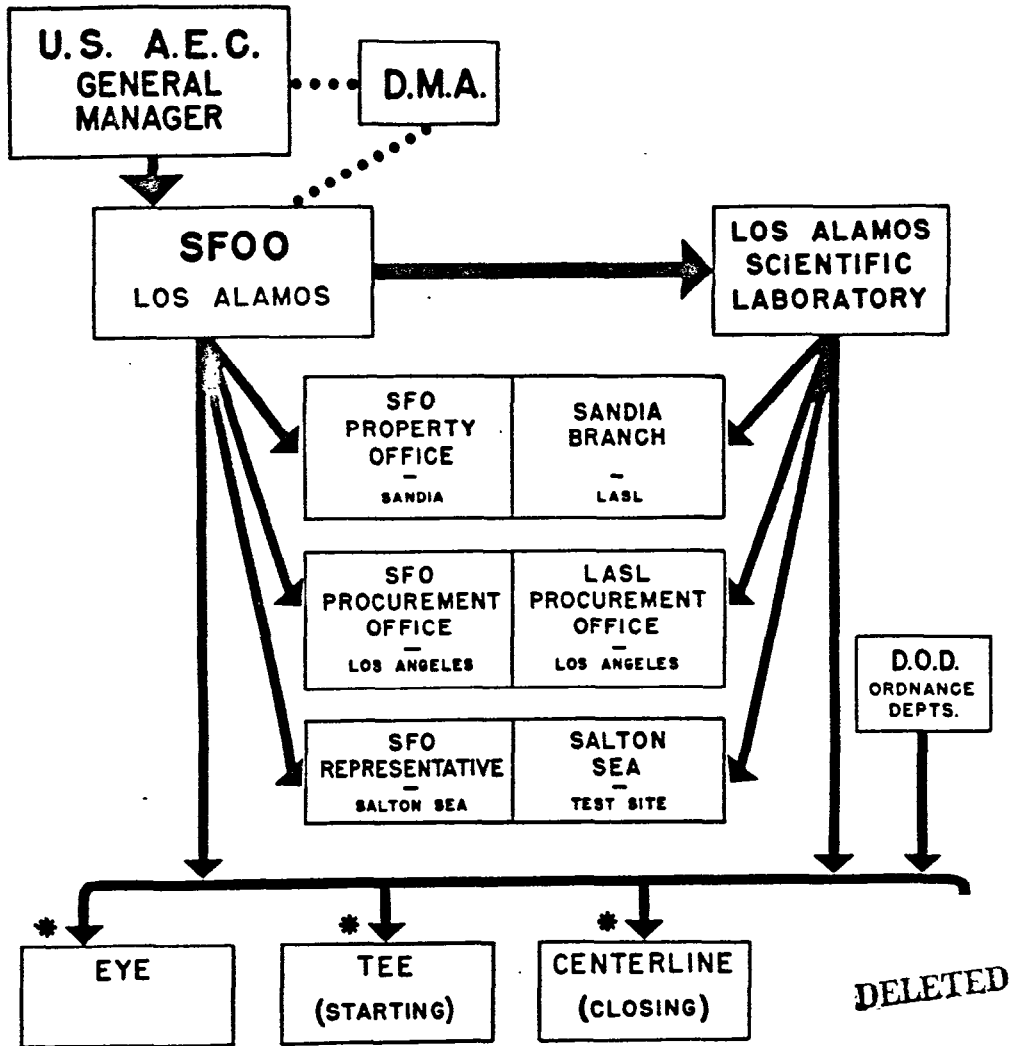 U.S. A.E.C.
GENERAL
MANAGER
D.M.A.
SFOO
LOS ALAMOS
LOS ALAMOS
SCIENTIFIC
LABORATORY
SFO
PROPERTY
OFFICE
–
SANDIA
SANDIA
BRANCH
–
LASL
SFO
PROCUREMENT
OFFICE
–
LOS ANGELES
LASL
PROCUREMENT
OFFICE
–
LOS ANGELES
D.O.D.
ORDNANCE
DEPTS.
SFO
REPRESENTATIVE
–
SALTON SEA
SALTON
SEA
–
TEST SITE
*
EYE
*
TEE
(STARTING)
*
CENTERLINE
(CLOSING)
DELETED